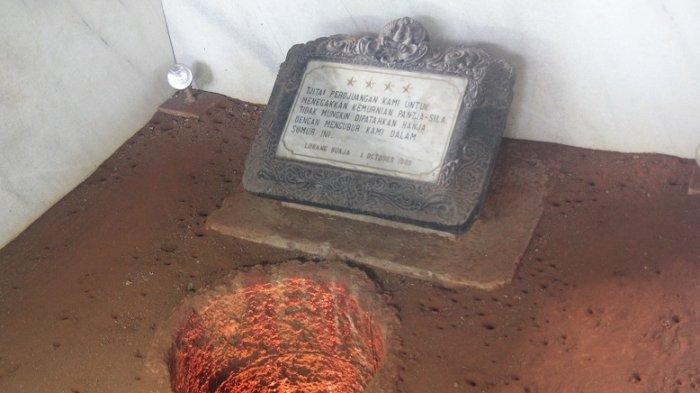 TJITA2 PERDJUANGAN KAMI UNTUK
MENEGAKKAN KEMURNIAN PANTJA-SILA
TIDAK MUNGKIN DIPATAHKAN HANJA
DENGAN MENGUBUR KAMI DALAM
SUMUR INI.
LOBANG BUAJA 1 OCTOBER 1965